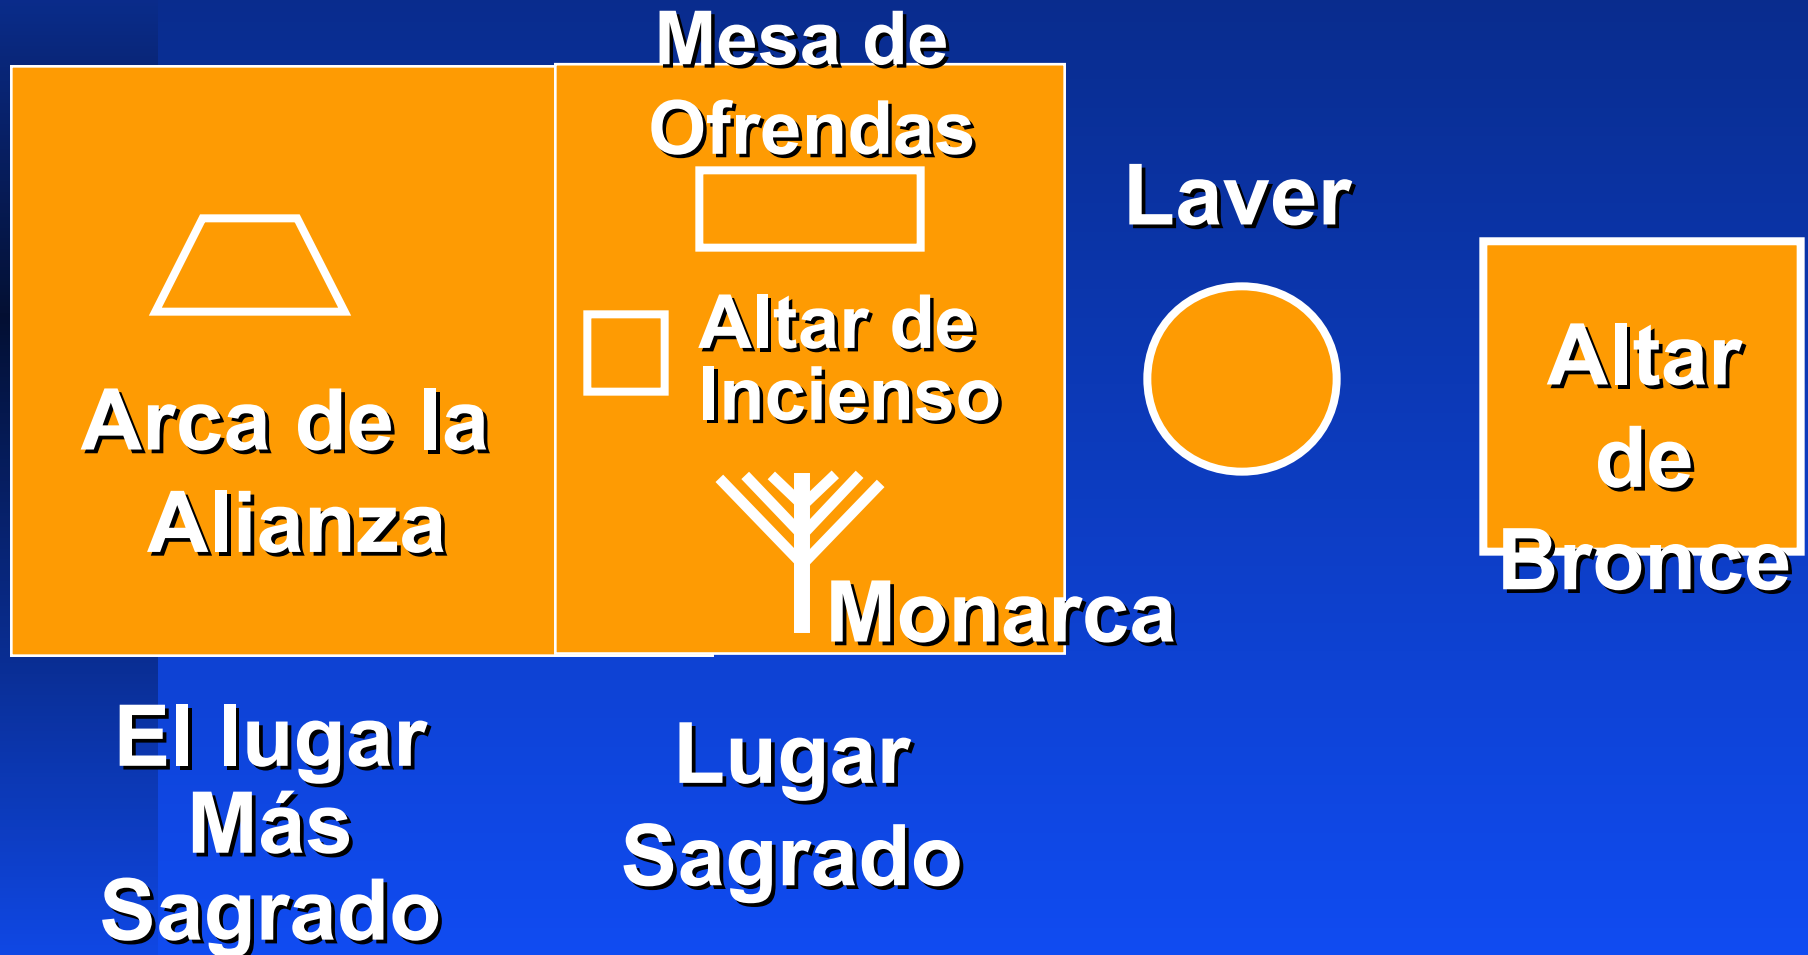 Mesa de
Ofrendas
Laver
Altar de
Incienso
Altar
de
Bronce
Arca de la
Alianza
Monarca
El lugar
Más
Sagrado
Lugar
Sagrado